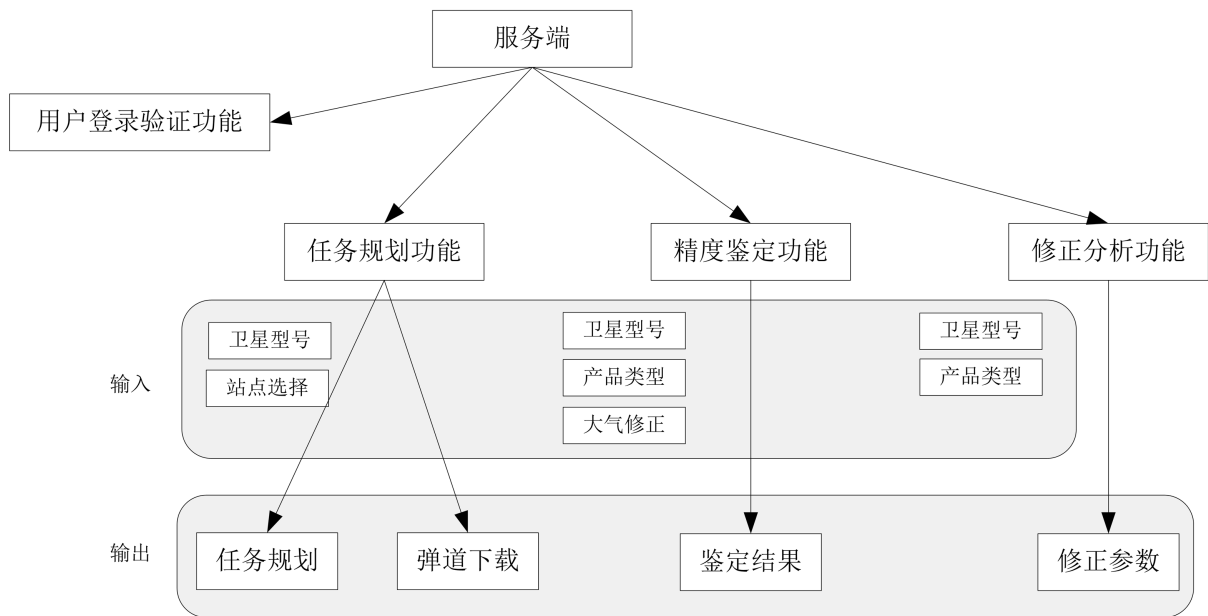 服务端
用户登录验证功能
任务规划功能
精度鉴定功能
修正分析功能
输入
卫星型号
站点选择
卫星型号
产品类型
大气修正
卫星型号
产品类型
输出
任务规划
弹道下载
鉴定结果
修正参数